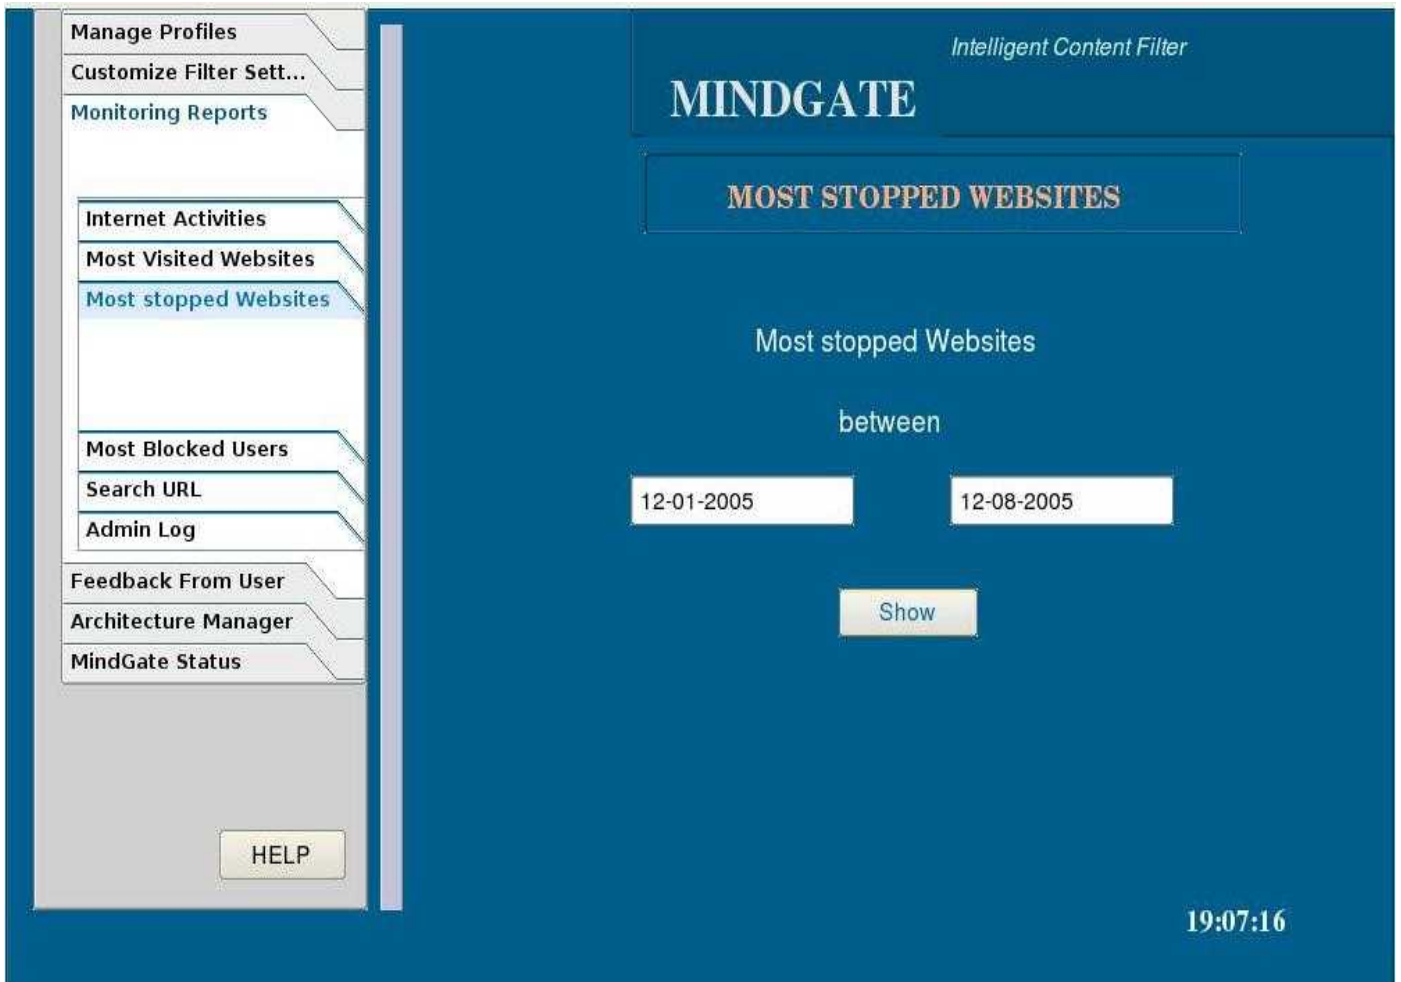 Manage Profiles
Customize Filter Sett...
Monitoring Reports
Internet Activities
Most Visited Websites
Most stopped Websites
Most Blocked Users
Search URL
Admin Log
Feedback From User
Architecture Manager
MindGate Status
HELP
Intelligent Content Filter
MINDGATE
MOST STOPPED WEBSITES
Most stopped Websites
between
12-01-2005 12-08-2005
Show
19:07:16